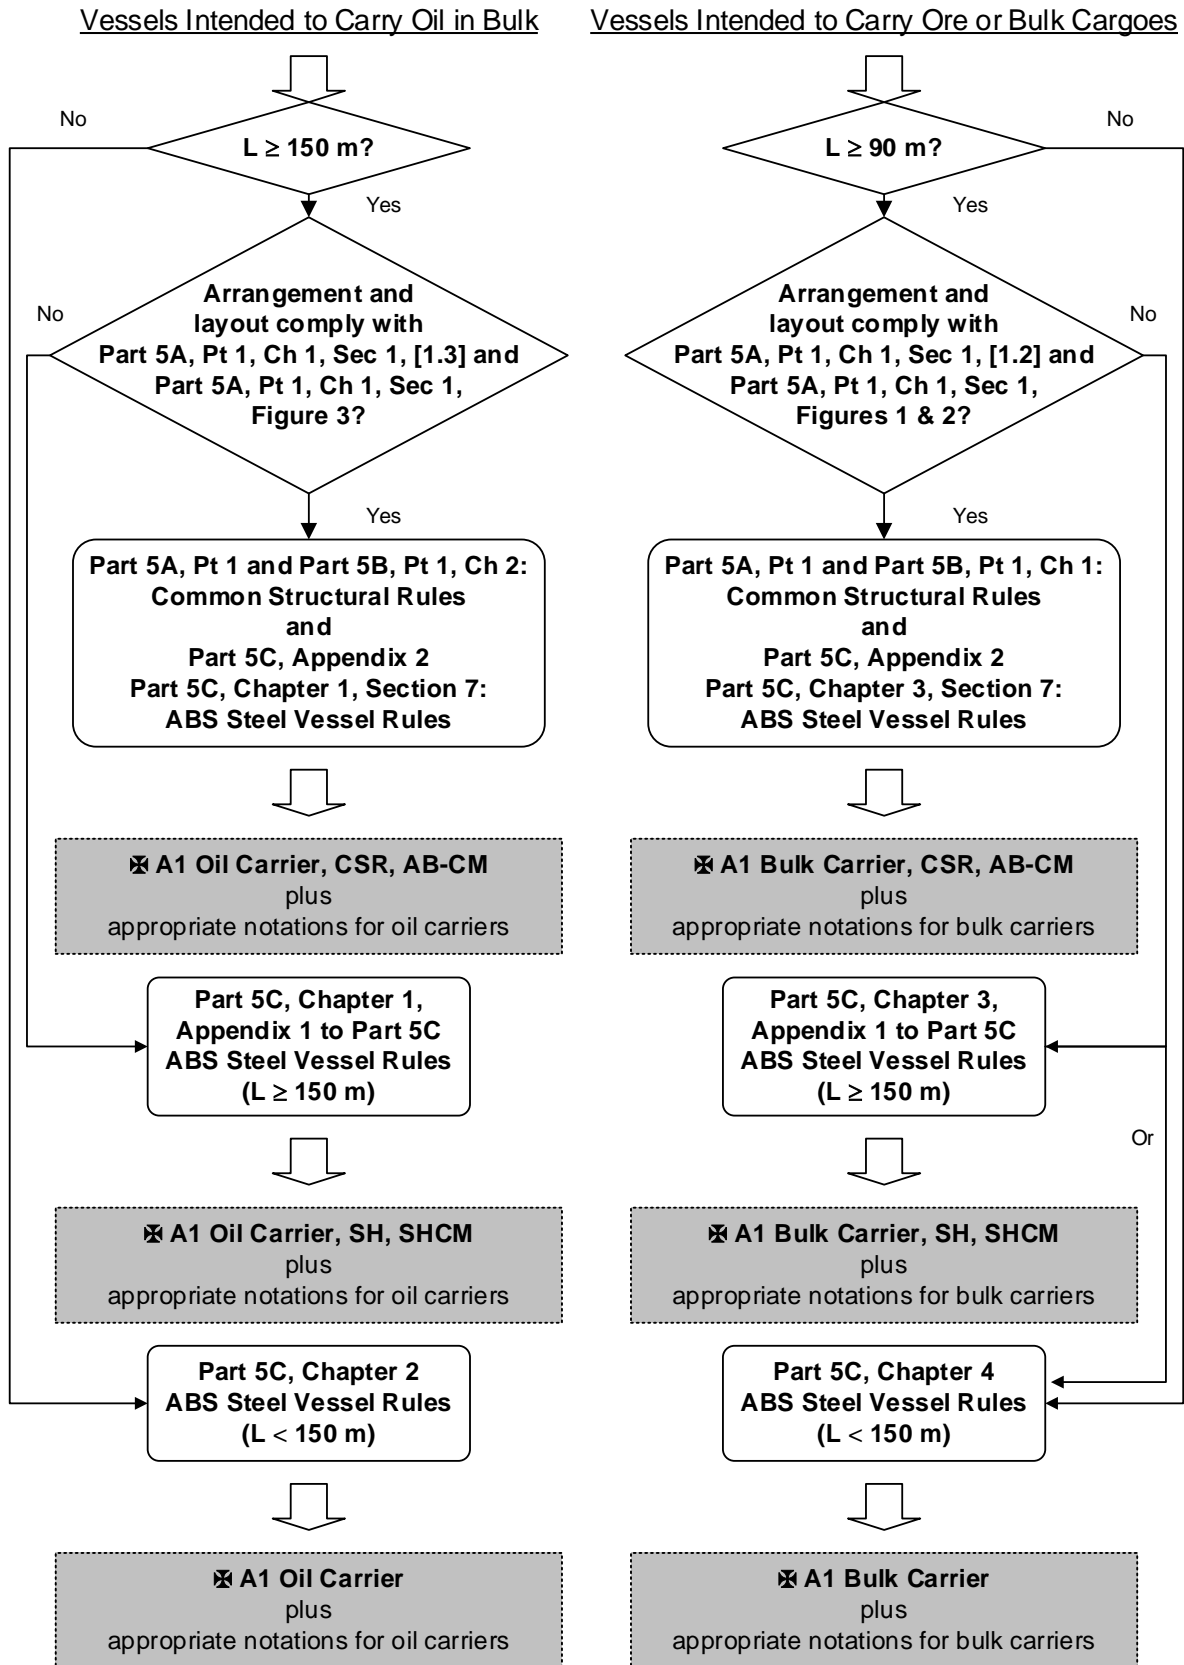 Vessels Intended to Carry Oil in Bulk
No
L ≥ 150 m?
Yes
No
Arrangement and
layout comply with
Part 5A, Pt 1, Ch 1, Sec 1, [1.3] and
Part 5A, Pt 1, Ch 1, Sec 1,
Figure 3?
Yes
Part 5A, Pt 1 and Part 5B, Pt 1, Ch 2:
Common Structural Rules
and
Part 5C, Appendix 2
Part 5C, Chapter 1, Section 7:
ABS Steel Vessel Rules
✠ A1 Oil Carrier, CSR, AB-CM
plus
appropriate notations for oil carriers
Part 5C, Chapter 1,
Appendix 1 to Part 5C
ABS Steel Vessel Rules
(L ≥ 150 m)
✠ A1 Oil Carrier, SH, SHCM
plus
appropriate notations for oil carriers
Part 5C, Chapter 2
ABS Steel Vessel Rules
(L < 150 m)
✠ A1 Oil Carrier
plus
appropriate notations for oil carriers
Vessels Intended to Carry Ore or Bulk Cargoes
No
L ≥ 90 m?
Yes
Arrangement and
layout comply with
No
Part 5A, Pt 1, Ch 1, Sec 1, [1.2] and
Part 5A, Pt 1, Ch 1, Sec 1,
Figures 1 & 2?
Yes
Part 5A, Pt 1 and Part 5B, Pt 1, Ch 1:
Common Structural Rules
and
Part 5C, Appendix 2
Part 5C, Chapter 3, Section 7:
ABS Steel Vessel Rules
✠ A1 Bulk Carrier, CSR, AB-CM
plus
appropriate notations for bulk carriers
Part 5C, Chapter 3,
Appendix 1 to Part 5C
ABS Steel Vessel Rules
(L ≥ 150 m)
Or
✠ A1 Bulk Carrier, SH, SHCM
plus
appropriate notations for bulk carriers
Part 5C, Chapter 4
ABS Steel Vessel Rules
(L < 150 m)
✠ A1 Bulk Carrier
plus
appropriate notations for bulk carriers